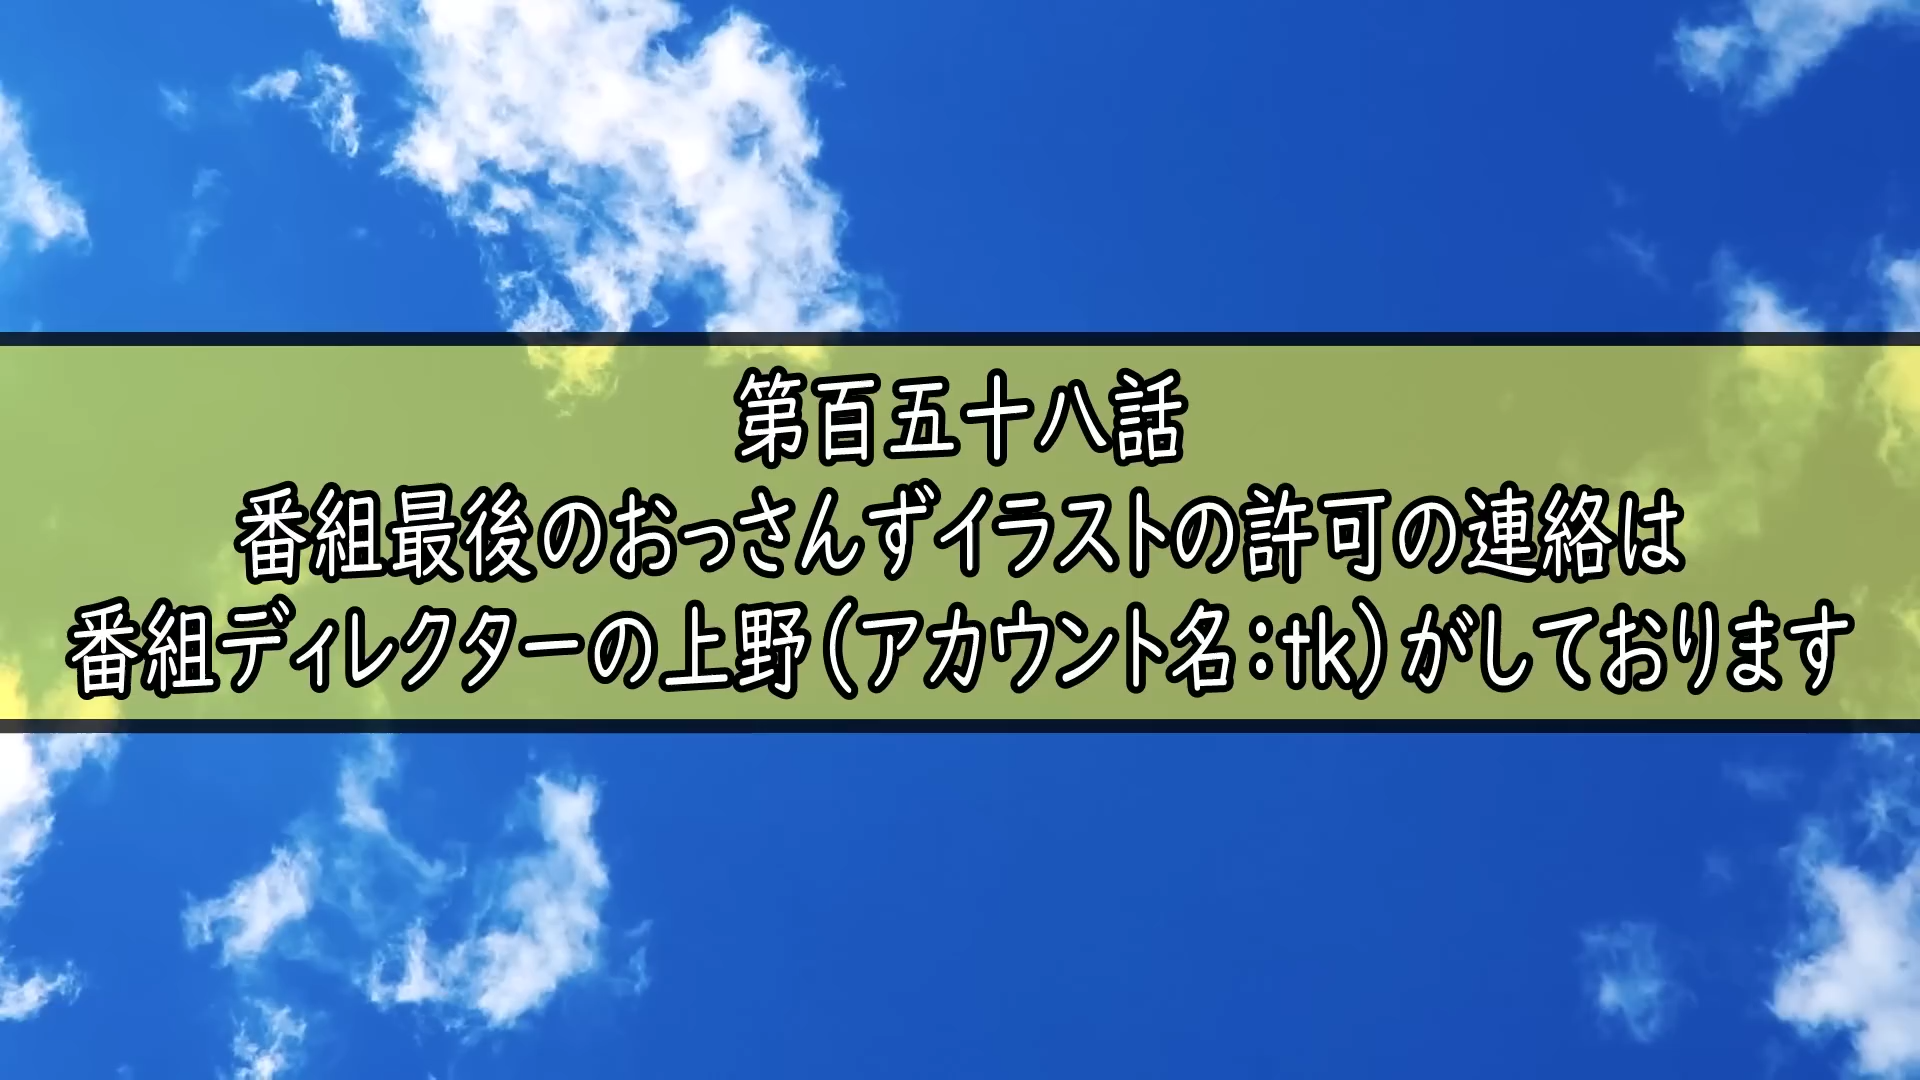 第百五十八話
番組最後のおっさんずイラストの許可の連絡は
番組ディレクターの上野(アカウント名:tk)がしております